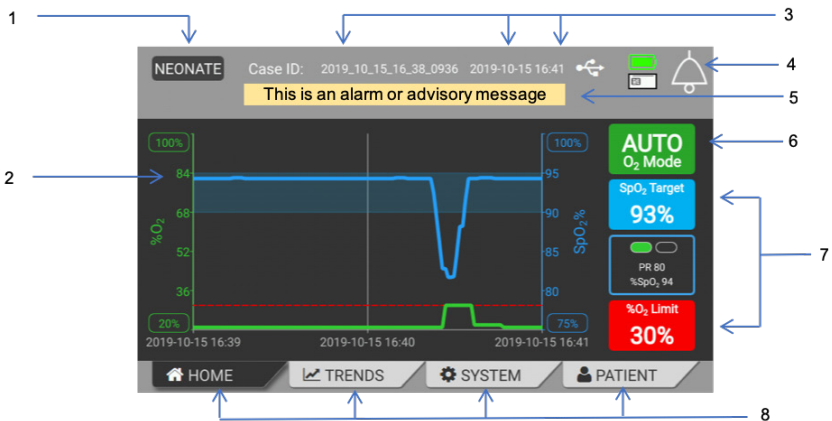 1
3
NEONATE
Case ID:
2019_10_15_16_38_0936
2019-10-15 16:41
4
This is an alarm or advisory message
5
100%
100%
AUTO
O₂ Mode
6
2
84
95
SpO₂ Target
93%
68
90
%O₂
SpO₂%
52
85
PR 80
%SpO₂ 94
7
36
80
20%
75%
%O₂ Limit
30%
2019-10-15 16:39
2019-10-15 16:40
2019-10-15 16:41
HOME
TRENDS
SYSTEM
PATIENT
8